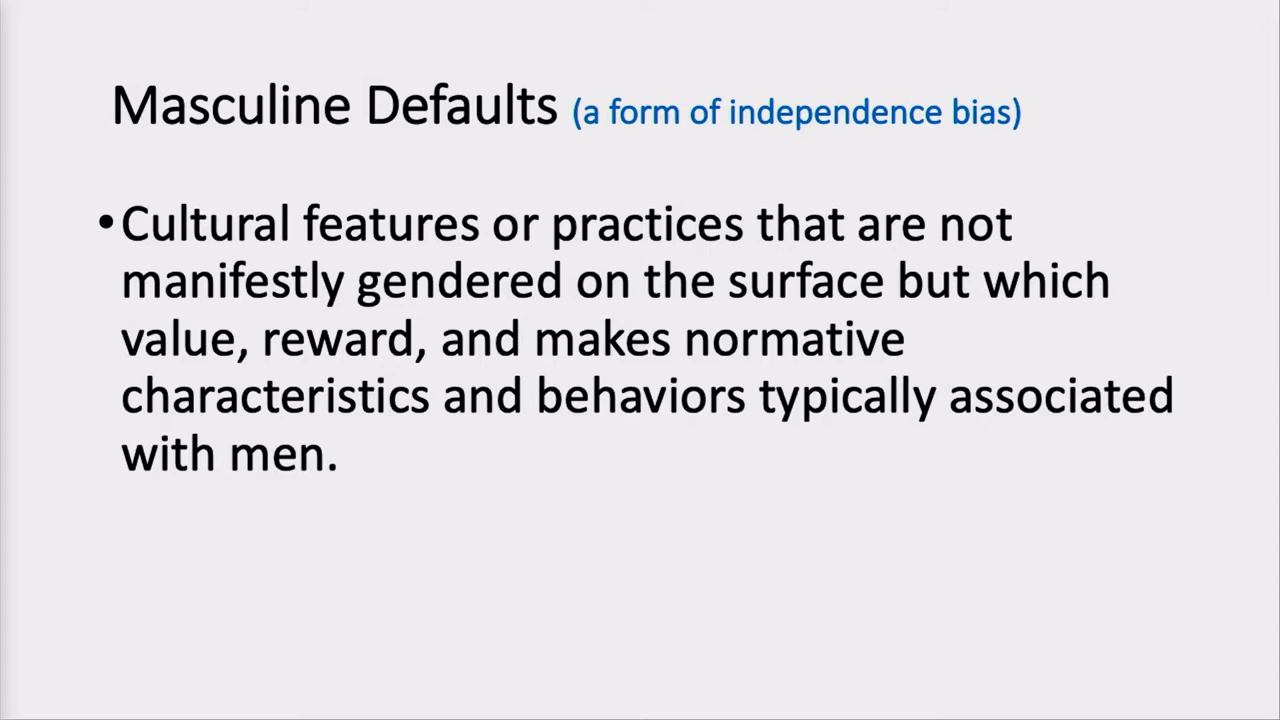 Masculine Defaults (a form of independence bias)
•Cultural features or practices that are not
manifestly gendered on the surface but which
value, reward, and makes normative
characteristics and behaviors typically associated
with men.